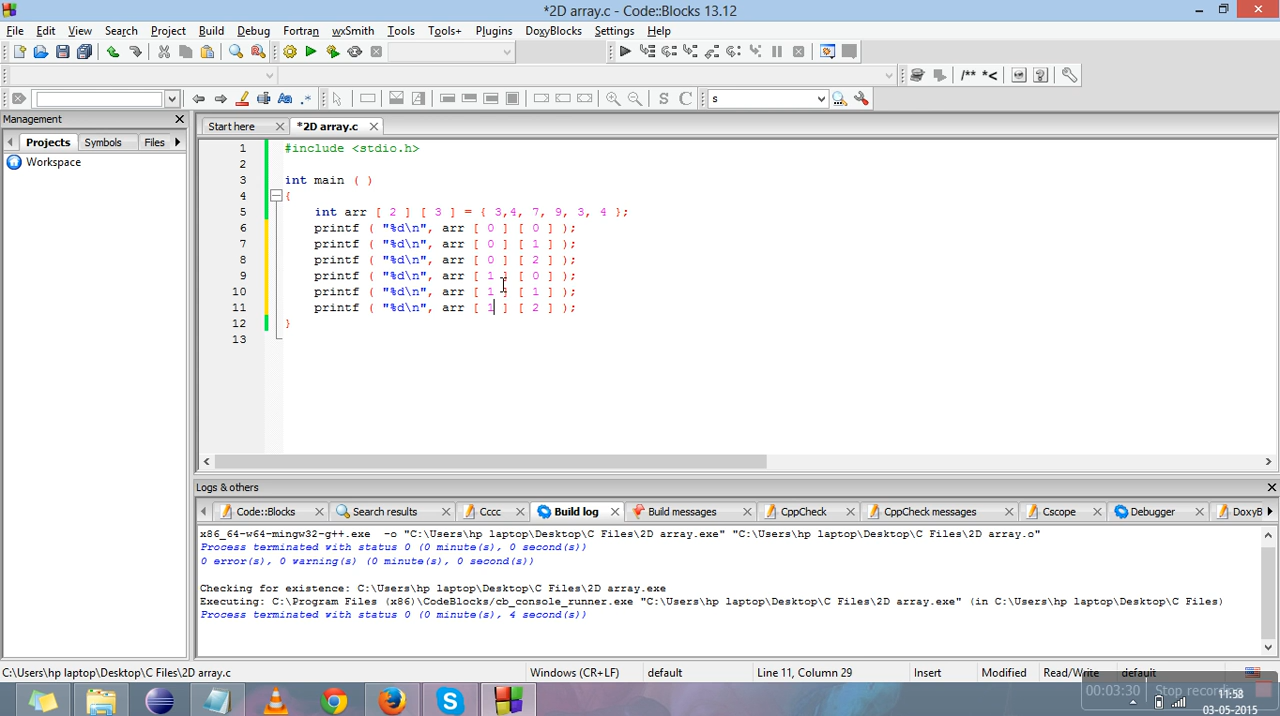 *2D array.c - Code::Blocks 13.12
File Edit View Search Project Build Debug Fortran wxSmith Tools Tools+ Plugins DoxyBlocks Settings Help
/** *<
s
Management
Projects Symbols Files
Workspace
Start here *2D array.c
1 #include <stdio.h>
2
3 int main ( )
4 {
5 int arr [ 2 ] [ 3 ] = { 3,4, 7, 9, 3, 4 };
6 printf ( "%d\n", arr [ 0 ] [ 0 ] );
7 printf ( "%d\n", arr [ 0 ] [ 1 ] );
8 printf ( "%d\n", arr [ 0 ] [ 2 ] );
9 printf ( "%d\n", arr [ 1 ] [ 0 ] );
10 printf ( "%d\n", arr [ 1 ] [ 1 ] );
11 printf ( "%d\n", arr [ 1 ] [ 2 ] );
12 }
13
Logs & others
Code::Blocks Search results Cccc Build log Build messages CppCheck CppCheck messages Cscope Debugger DoxyB
x86_64-w64-mingw32-g++.exe -o "C:\Users\hp laptop\Desktop\C Files\2D array.exe" "C:\Users\hp laptop\Desktop\C Files\2D array.o"
Process terminated with status 0 (0 minute(s), 0 second(s))
0 error(s), 0 warning(s) (0 minute(s), 0 second(s))
Checking for existence: C:\Users\hp laptop\Desktop\C Files\2D array.exe
Executing: C:\Program Files (x86)\CodeBlocks/cb_console_runner.exe "C:\Users\hp laptop\Desktop\C Files\2D array.exe" (in C:\Users\hp laptop\Desktop\C Files)
Process terminated with status 0 (0 minute(s), 4 second(s))
C:\Users\hp laptop\Desktop\C Files\2D array.c Windows (CR+LF) default Line 11, Column 29 Insert Modified Read/Write default
00:03:30 Stop 11:58
03-05-2015